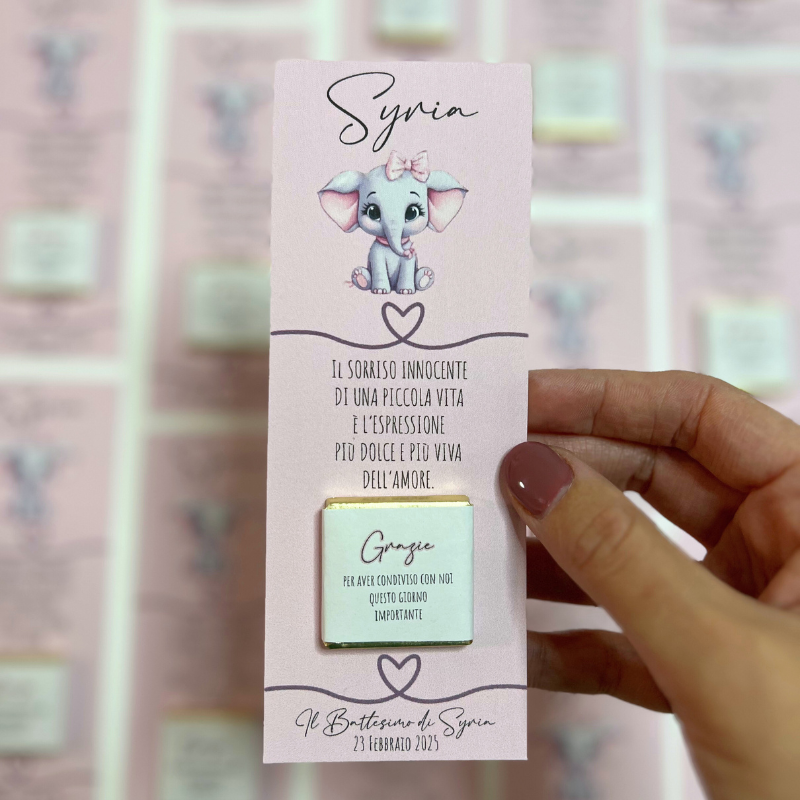 Syria
Il sorriso innocente
di una piccola vita
è l'espressione
più dolce e più viva
dell'amore.
Grazie
per aver condiviso con noi
questo giorno
importante
Il Battesimo di Syria
23 Febbraio 2025